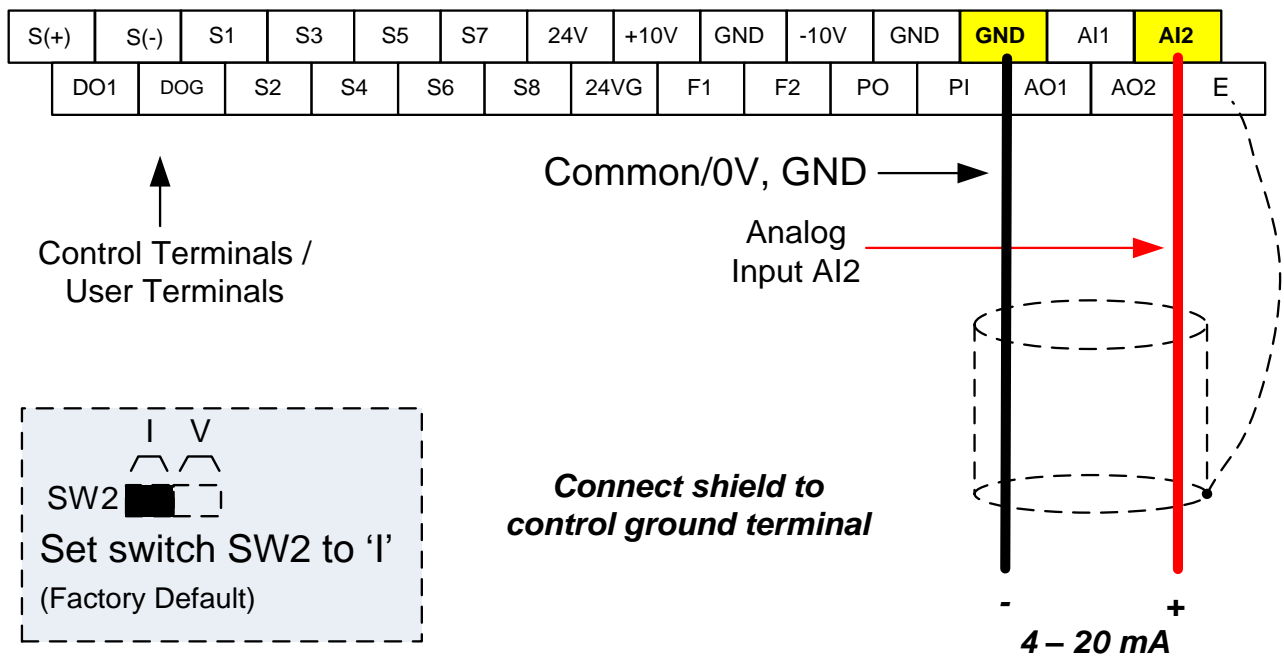 S(+) S(-) S1 S3 S5 S7 24V +10V GND -10V GND GND AI1 AI2
DO1 DOG S2 S4 S6 S8 24VG F1 F2 PO PI AO1 AO2 E
Common/0V, GND
Control Terminals /
User Terminals
Analog
Input AI2
I V
SW2
Set switch SW2 to ‘I’
(Factory Default)
Connect shield to
control ground terminal
- +
4 – 20 mA